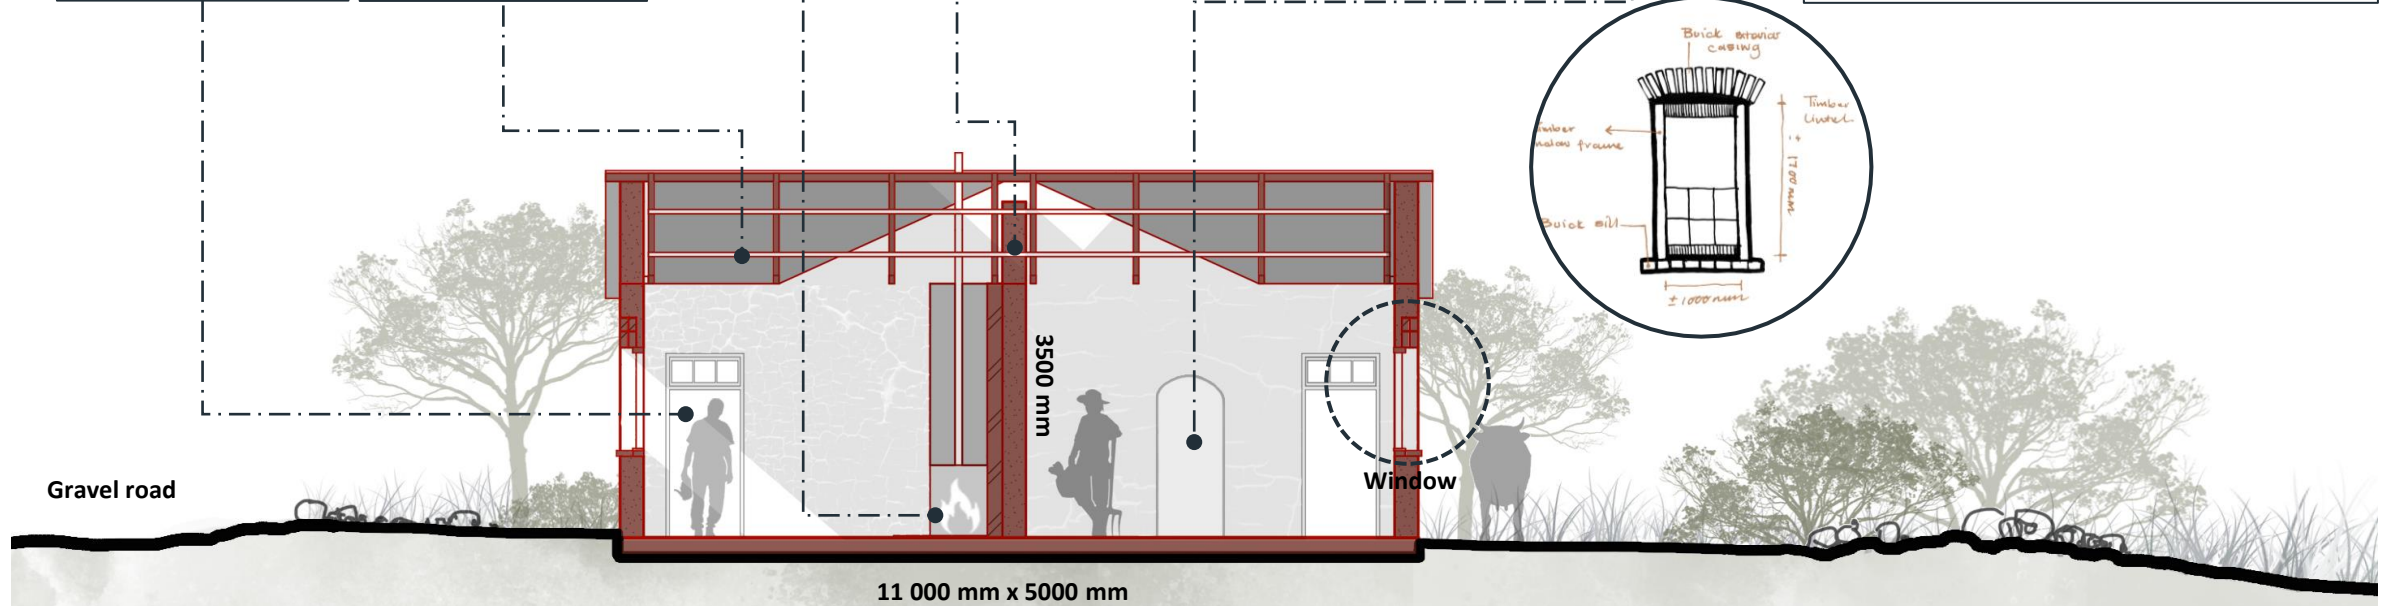 Brick exterior
casing
Timber
Lintel
Timber
window frame
± 1700 mm
Brick sill
± 1000 mm
3500 mm
Window
Gravel road
11 000 mm x 5000 mm